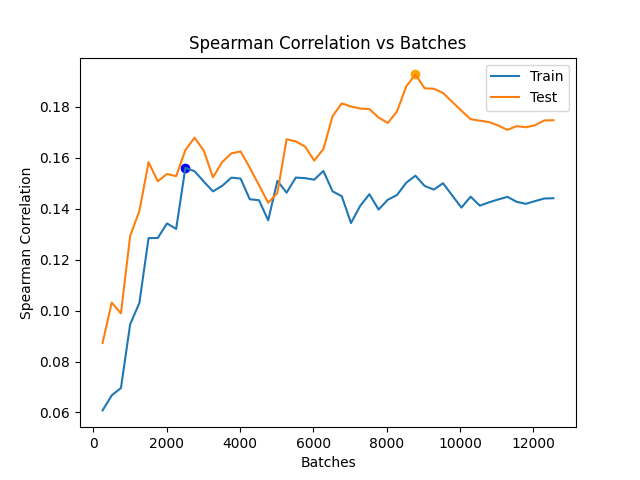 Spearman Correlation vs Batches
Train
Test
Spearman Correlation
0.18
0.16
0.14
0.12
0.10
0.08
0.06
0 2000 4000 6000 8000 10000 12000
Batches